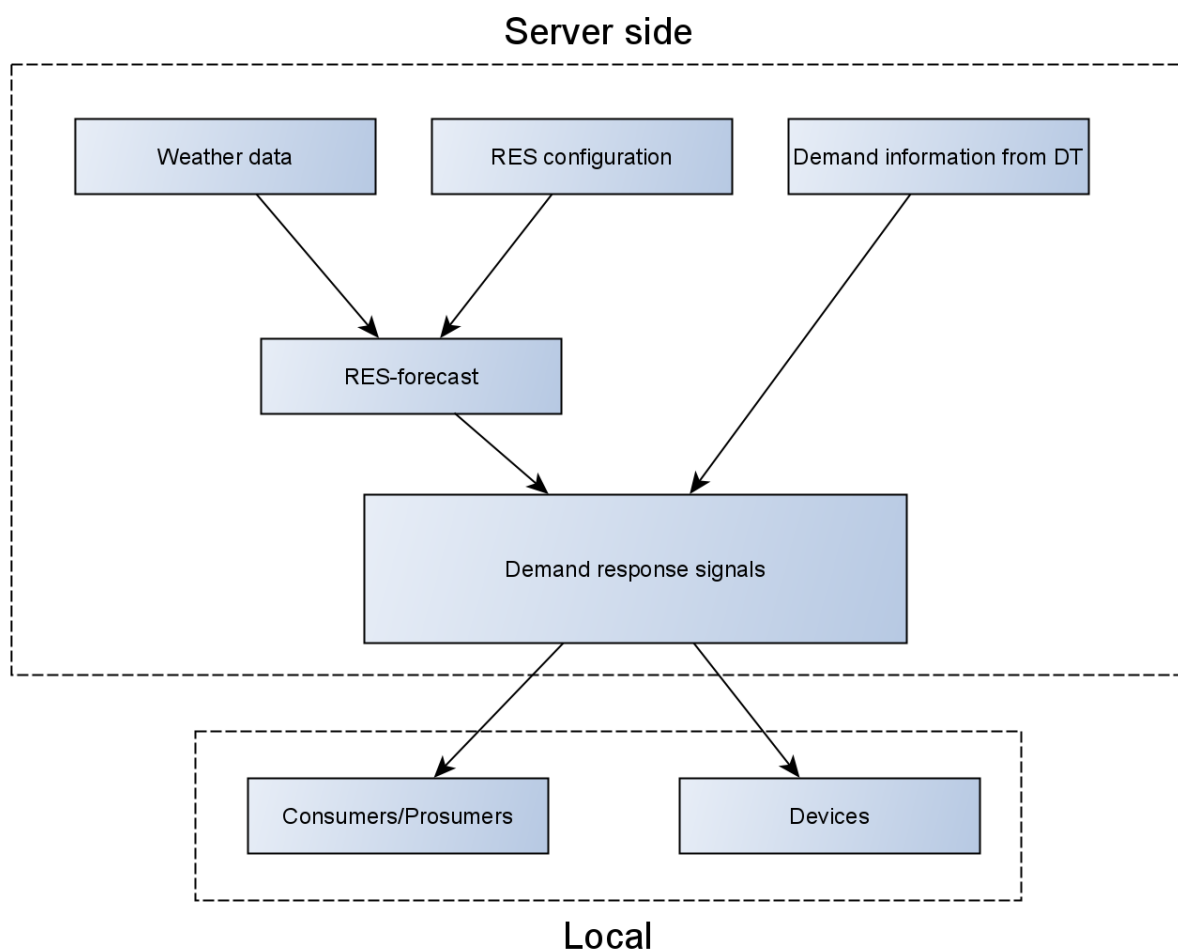 Server side
Weather data
RES configuration
Demand information from DT
RES-forecast
Demand response signals
Consumers/Prosumers
Devices
Local